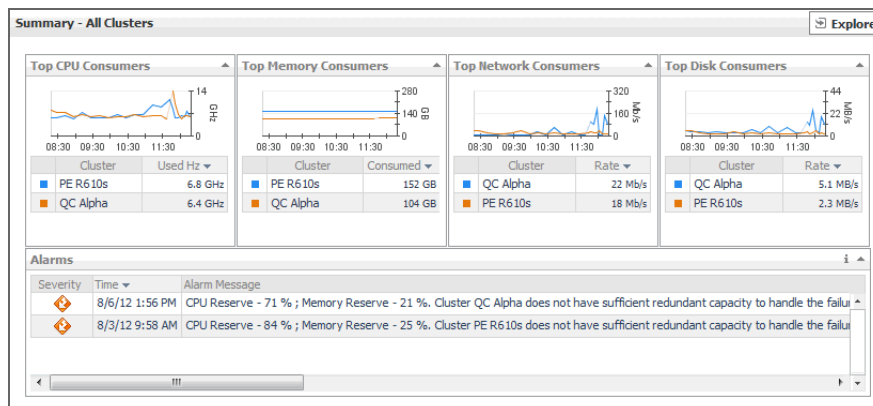 Summary - All Clusters
Explore
Top CPU Consumers
14
GHz
0
08:30 09:30 10:30 11:30
Cluster Used Hz
PE R610s 6.8 GHz
QC Alpha 6.4 GHz
Top Memory Consumers
280
140
GB
0
08:30 09:30 10:30 11:30
Cluster Consumed
PE R610s 152 GB
QC Alpha 104 GB
Top Network Consumers
320
160
Mb/s
0
08:30 09:30 10:30 11:30
Cluster Rate
QC Alpha 22 Mb/s
PE R610s 18 Mb/s
Top Disk Consumers
44
22
MB/s
0
08:30 09:30 10:30 11:30
Cluster Rate
QC Alpha 5.1 MB/s
PE R610s 2.3 MB/s
Alarms
Severity Time Alarm Message
8/6/12 1:56 PM CPU Reserve - 71 % ; Memory Reserve - 21 %. Cluster QC Alpha does not have sufficient redundant capacity to handle the failu
8/3/12 9:58 AM CPU Reserve - 84 % ; Memory Reserve - 25 %. Cluster PE R610s does not have sufficient redundant capacity to handle the failu